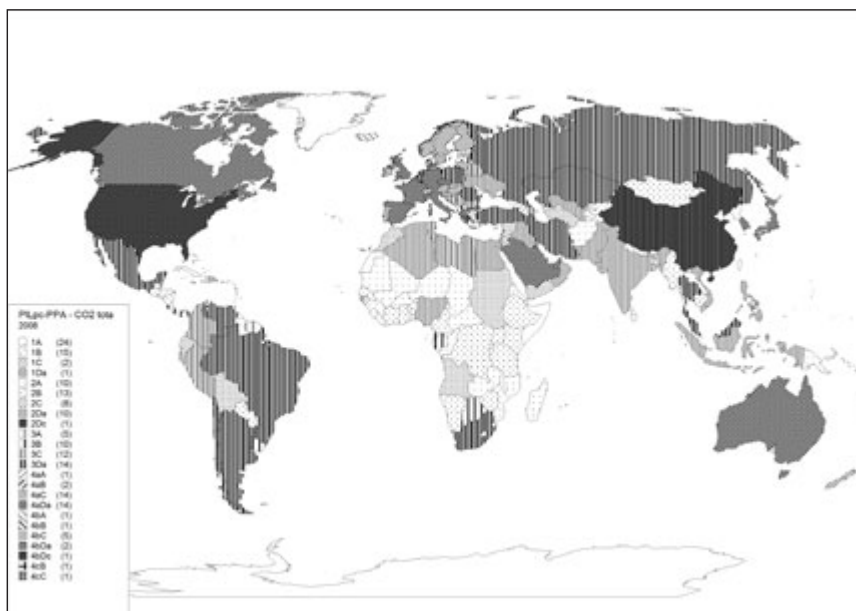 PIBpc-PPA - CO2 tota
2008
1A (24)
1B (10)
1C (2)
1Da (1)
2A (10)
2B (13)
2C (8)
2Da (10)
2Dc (1)
3A (5)
3B (10)
3C (12)
3Da (14)
4aA (1)
4aB (2)
4aC (14)
4aDa (14)
4bA (1)
4bB (1)
4bC (5)
4bDa (2)
4bDc (1)
4cB (1)
4cC (1)